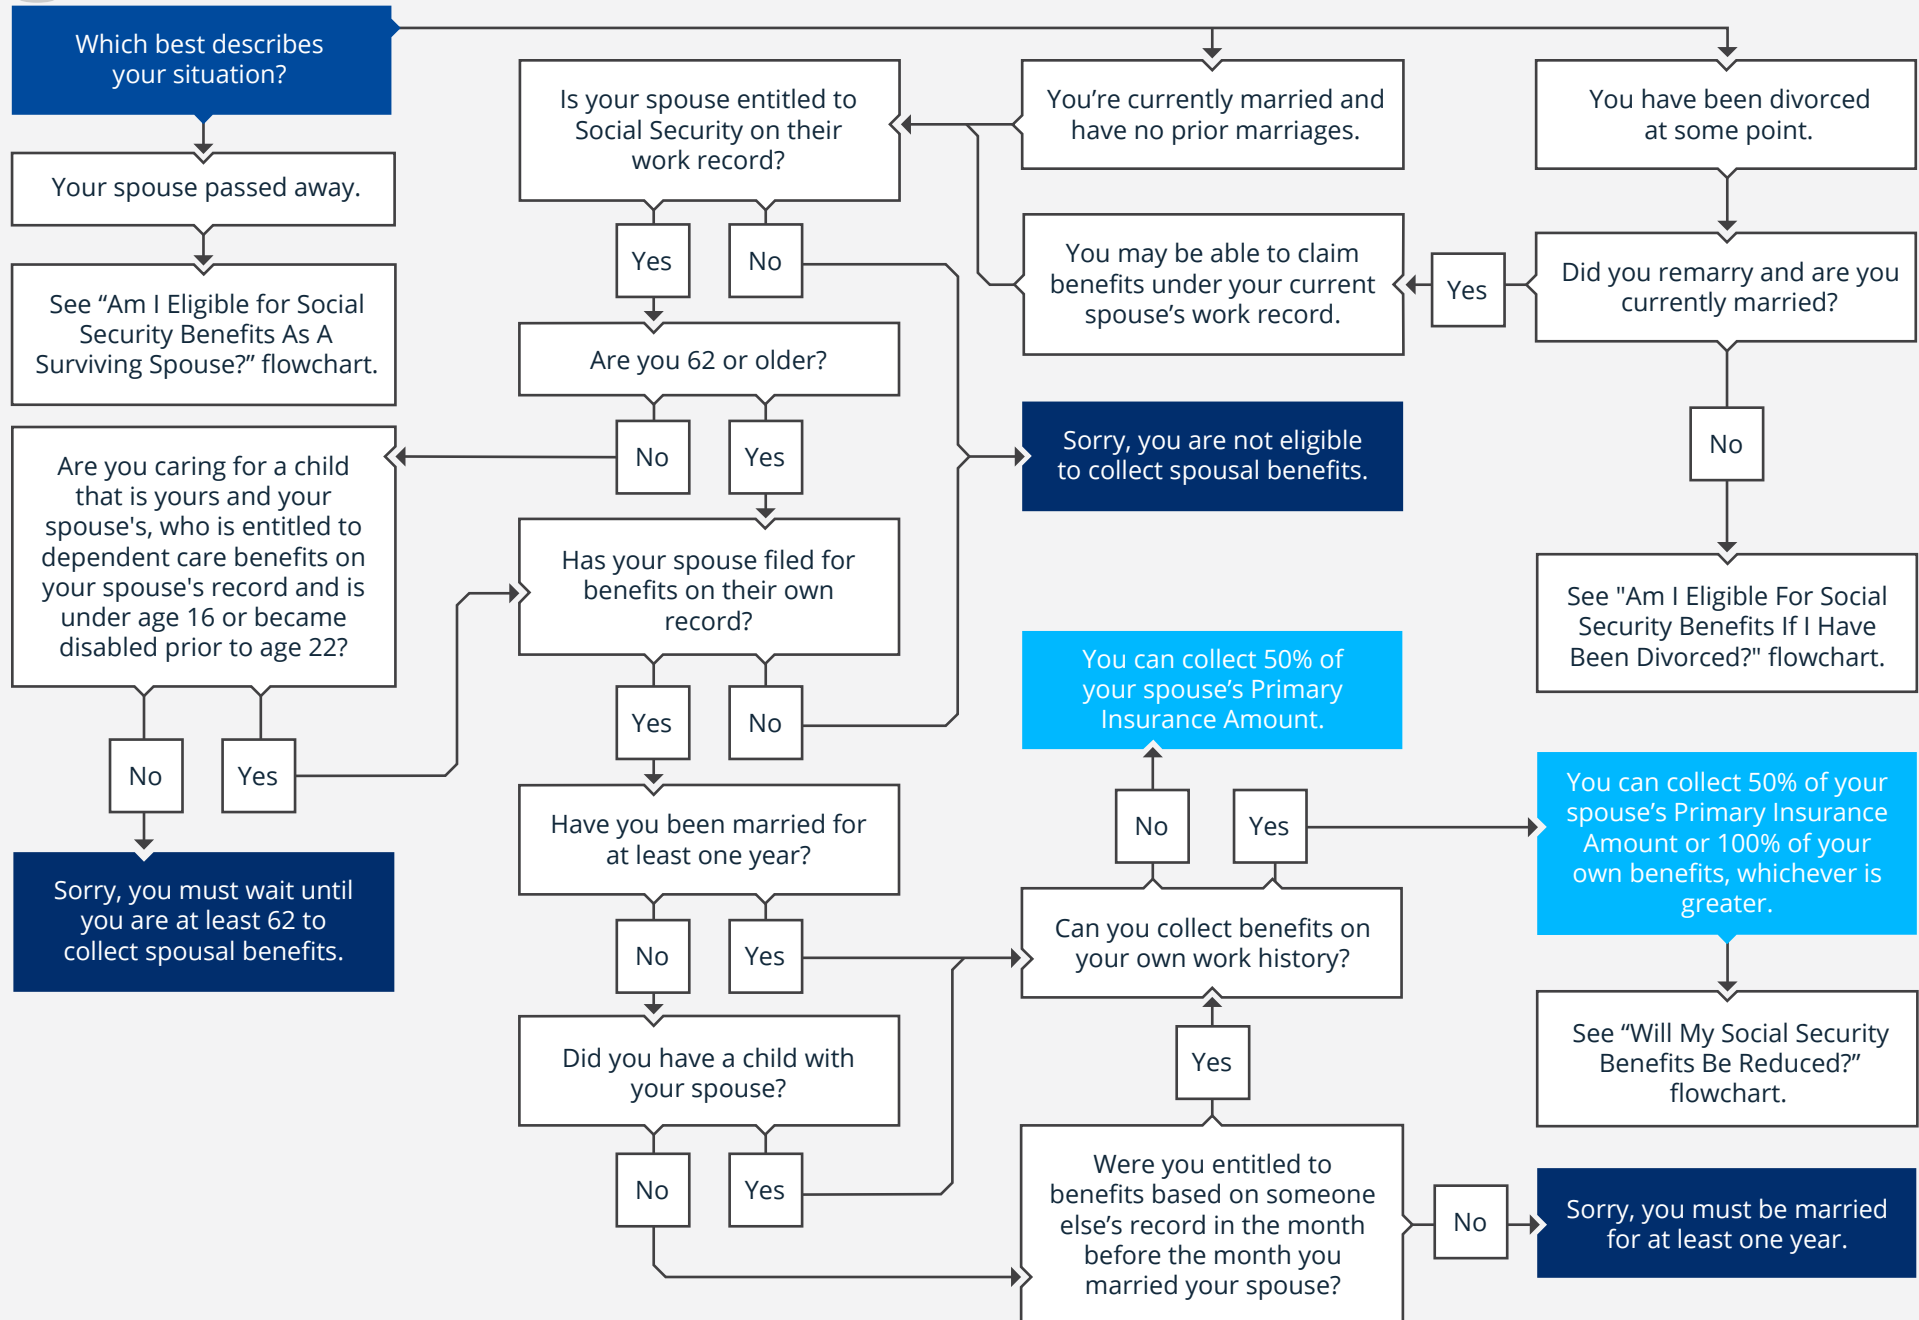 Which best describes
your situation?
Your spouse passed away.
See “Am I Eligible for Social
Security Benefits As A
Surviving Spouse?” flowchart.
You’re currently married and
have no prior marriages.
You have been divorced
at some point.
Did you remarry and are you
currently married?
Yes
You may be able to claim
benefits under your current
spouse’s work record.
No
See "Am I Eligible For Social
Security Benefits If I Have
Been Divorced?" flowchart.
Is your spouse entitled to
Social Security on their
work record?
Yes
No
Are you 62 or older?
No
Yes
Sorry, you are not eligible
to collect spousal benefits.
Are you caring for a child
that is yours and your
spouse's, who is entitled to
dependent care benefits on
your spouse's record and is
under age 16 or became
disabled prior to age 22?
No
Yes
Sorry, you must wait until
you are at least 62 to
collect spousal benefits.
Has your spouse filed for
benefits on their own
record?
Yes
No
Have you been married for
at least one year?
No
Yes
Did you have a child with
your spouse?
No
Yes
You can collect 50% of
your spouse’s Primary
Insurance Amount.
No
Yes
Can you collect benefits on
your own work history?
Yes
Were you entitled to
benefits based on someone
else’s record in the month
before the month you
married your spouse?
No
Sorry, you must be married
for at least one year.
You can collect 50% of your
spouse’s Primary Insurance
Amount or 100% of your
own benefits, whichever is
greater.
See “Will My Social Security
Benefits Be Reduced?”
flowchart.